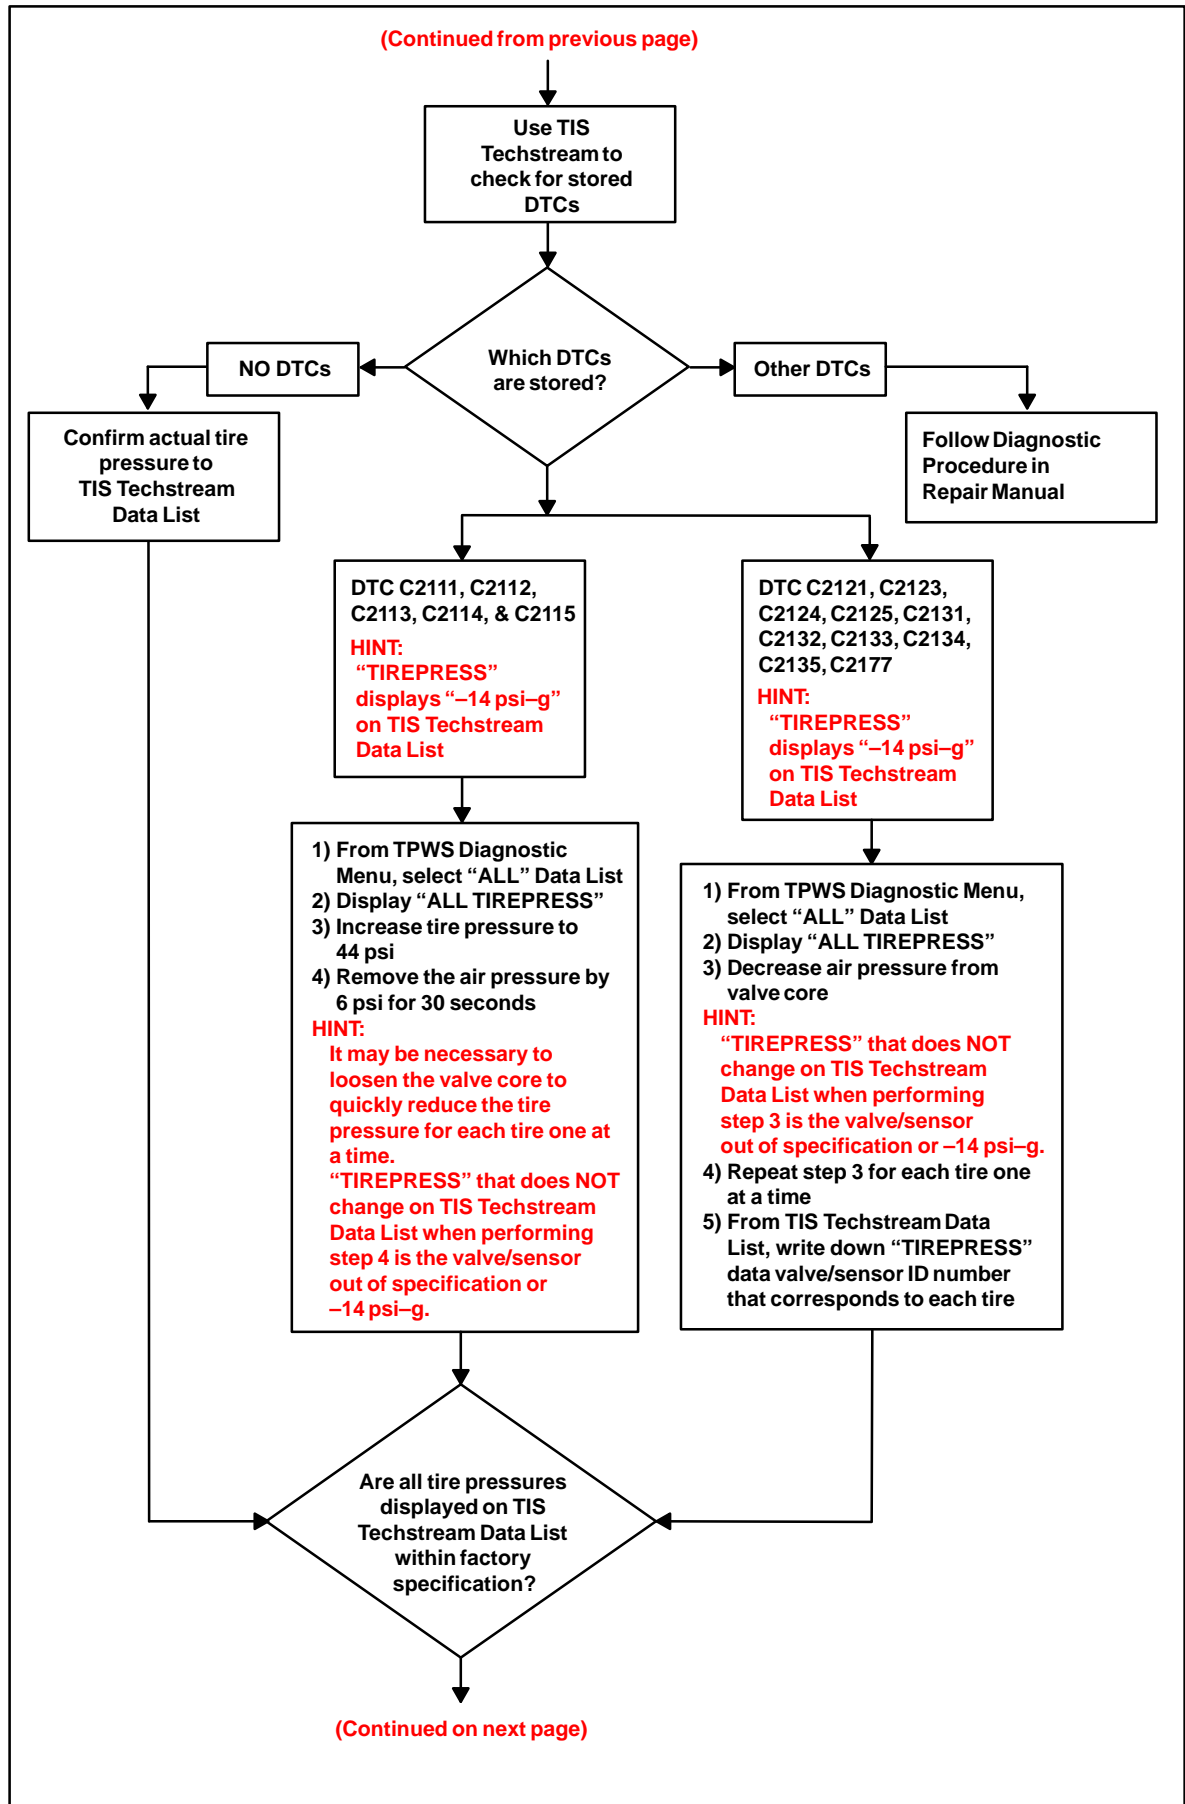 (Continued from previous page)
Use TIS
Techstream to
check for stored
DTCs
Which DTCs
are stored?
NO DTCs
Other DTCs
Confirm actual tire
pressure to
TIS Techstream
Data List
Follow Diagnostic
Procedure in
Repair Manual
DTC C2111, C2112,
C2113, C2114, & C2115
HINT:
“TIREPRESS”
displays “–14 psi–g”
on TIS Techstream
Data List
DTC C2121, C2123,
C2124, C2125, C2131,
C2132, C2133, C2134,
C2135, C2177
HINT:
“TIREPRESS”
displays “–14 psi–g”
on TIS Techstream
Data List
1) From TPWS Diagnostic
Menu, select “ALL” Data List
2) Display “ALL TIREPRESS”
3) Increase tire pressure to
44 psi
4) Remove the air pressure by
6 psi for 30 seconds
HINT:
It may be necessary to
loosen the valve core to
quickly reduce the tire
pressure for each tire one at
a time.
“TIREPRESS” that does NOT
change on TIS Techstream
Data List when performing
step 4 is the valve/sensor
out of specification or
–14 psi–g.
1) From TPWS Diagnostic Menu,
select “ALL” Data List
2) Display “ALL TIREPRESS”
3) Decrease air pressure from
valve core
HINT:
“TIREPRESS” that does NOT
change on TIS Techstream
Data List when performing
step 3 is the valve/sensor
out of specification or –14 psi–g.
4) Repeat step 3 for each tire one
at a time
5) From TIS Techstream Data
List, write down “TIREPRESS”
data valve/sensor ID number
that corresponds to each tire
Are all tire pressures
displayed on TIS
Techstream Data List
within factory
specification?
(Continued on next page)